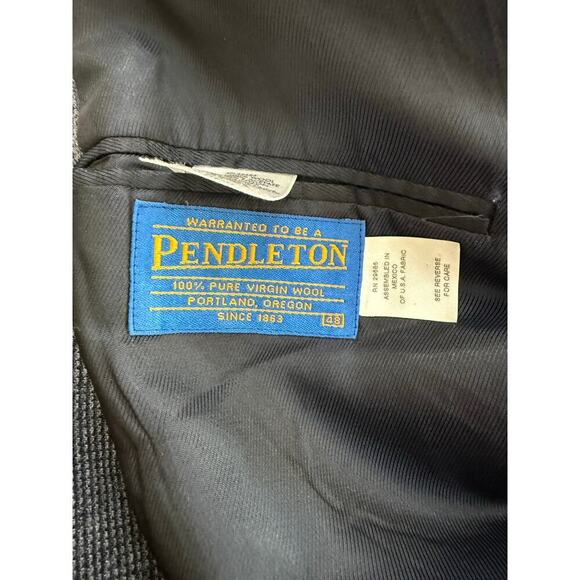 WARRANTED TO BE A
PENDLETON
100% PURE VIRGIN WOOL
PORTLAND, OREGON
SINCE 1863
48
RN 29685
ASSEMBLED IN
MEXICO
OF U.S.A. FABRIC
SEE REVERSE
FOR CARE